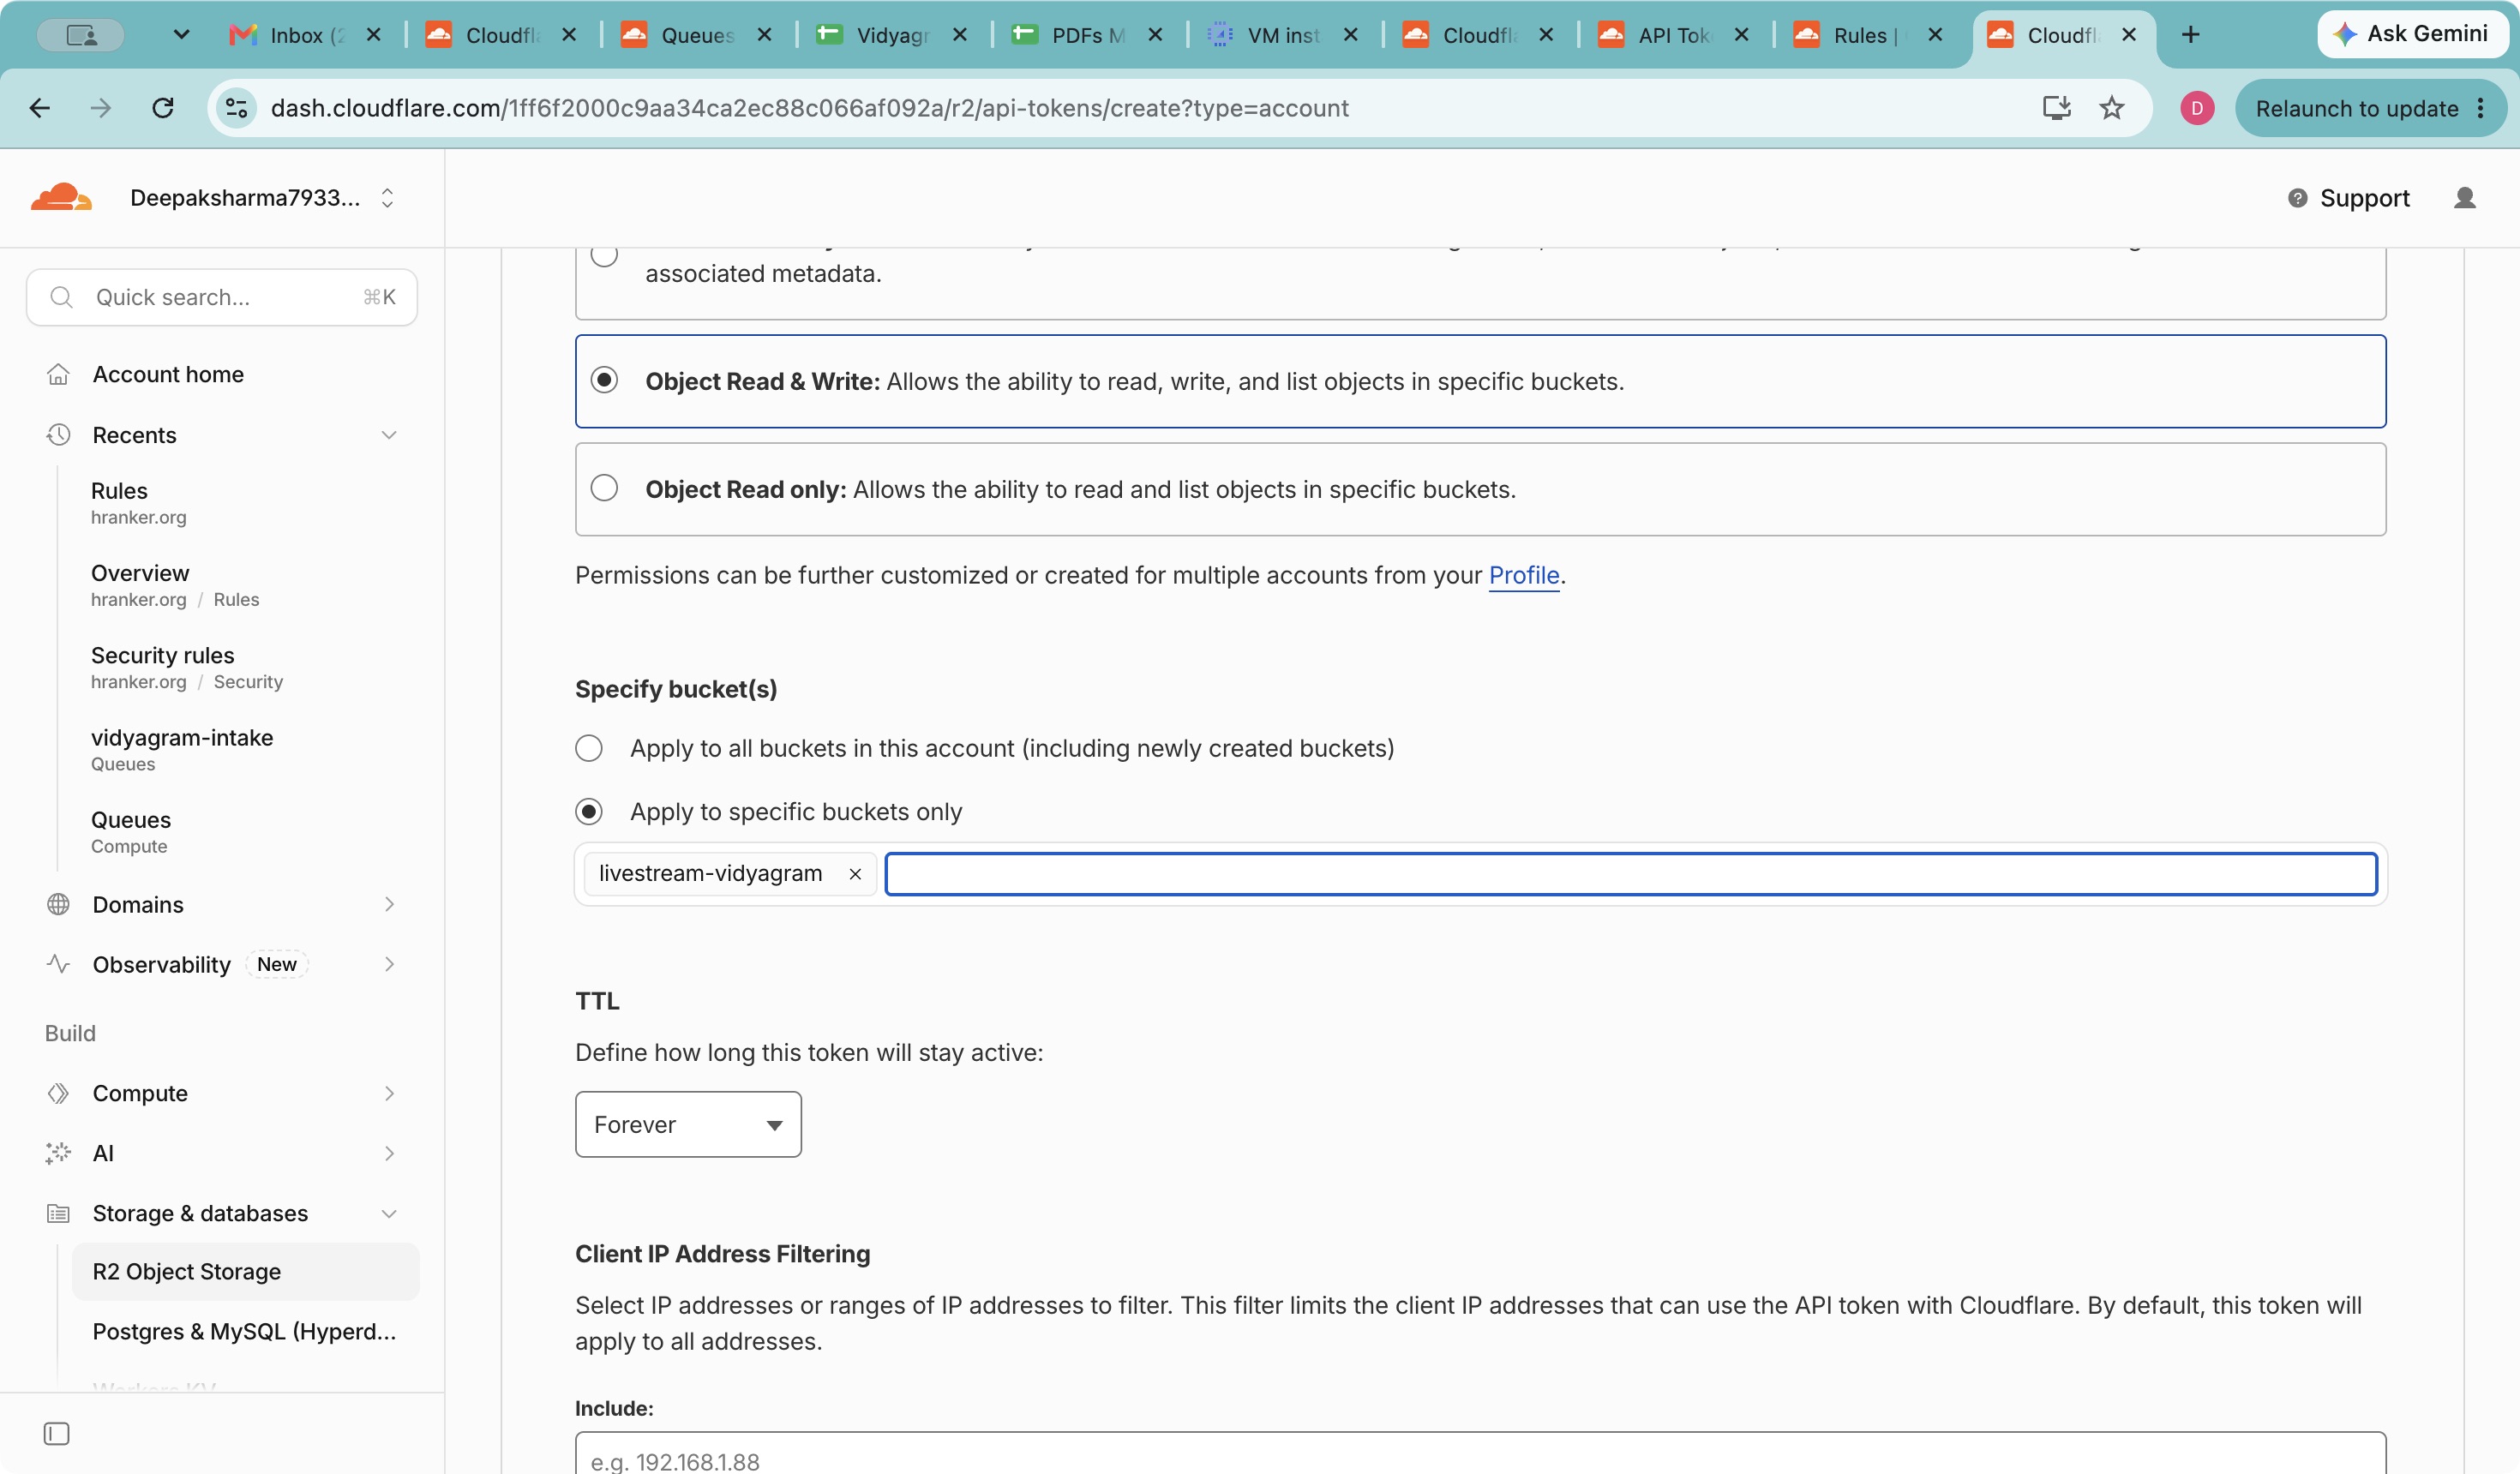 Inbox (2
Cloudfl
Queues
Vidyagr
PDFs M
VM inst
Cloudfl
API Tok
Rules |
Cloudfl
Ask Gemini
dash.cloudflare.com/1ff6f2000c9aa34ca2ec88c066af092a/r2/api-tokens/create?type=account
D
Relaunch to update
Deepaksharma7933...
Support
Quick search... ⌘K
Account home
Recents
Rules
hranker.org
Overview
hranker.org / Rules
Security rules
hranker.org / Security
vidyagram-intake
Queues
Queues
Compute
Domains
Observability New
Build
Compute
AI
Storage & databases
R2 Object Storage
Postgres & MySQL (Hyperd...
associated metadata.
Object Read & Write: Allows the ability to read, write, and list objects in specific buckets.
Object Read only: Allows the ability to read and list objects in specific buckets.
Permissions can be further customized or created for multiple accounts from your Profile.
Specify bucket(s)
Apply to all buckets in this account (including newly created buckets)
Apply to specific buckets only
livestream-vidyagram ×
TTL
Define how long this token will stay active:
Forever
Client IP Address Filtering
Select IP addresses or ranges of IP addresses to filter. This filter limits the client IP addresses that can use the API token with Cloudflare. By default, this token will
apply to all addresses.
Include:
e.g. 192.168.1.88